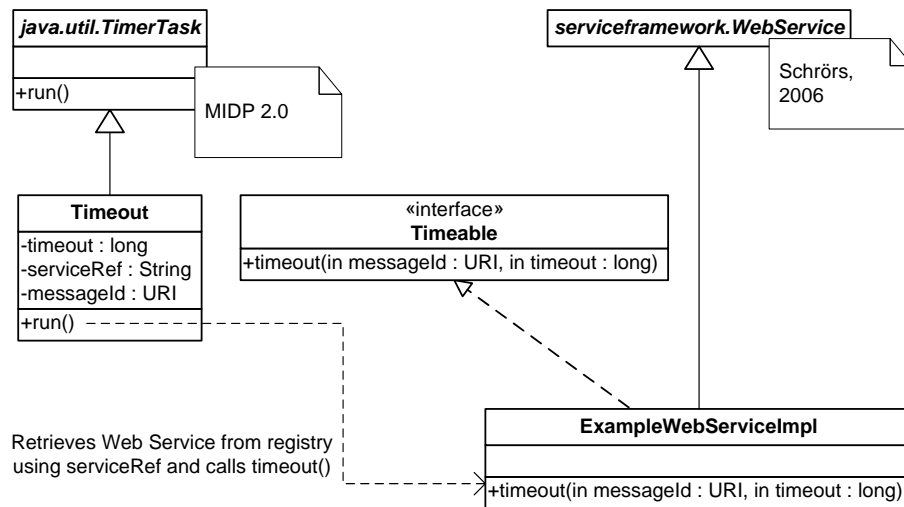 java.util.TimerTask
+run()
MIDP 2.0
serviceframework.WebService
Schrörs,
2006
Timeout
-timeout : long
-serviceRef : String
-messageId : URI
+run()
«interface»
Timeable
+timeout(in messageId : URI, in timeout : long)
Retrieves Web Service from registry
using serviceRef and calls timeout()
ExampleWebServiceImpl
+timeout(in messageId : URI, in timeout : long)